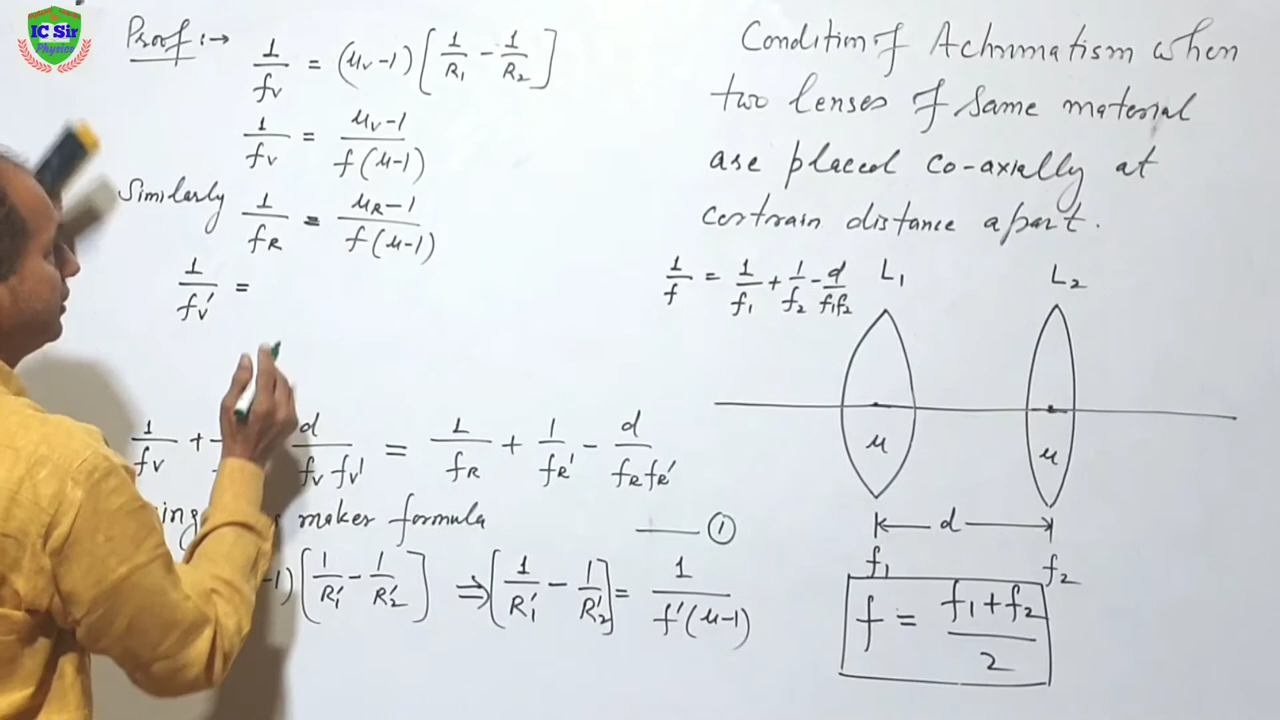 IC Sir
Physics
Proof :→
1/fV = (μV-1) [1/R1 - 1/R2]
1/fV = μV-1 / f(μ-1)
Similarly 1/fR = μR-1 / f(μ-1)
1/fV' =
1/fV + d/fV fV' = 1/fR + 1/fR' - d/fR fR'
maker formula —— ①
-1) [1/R1' - 1/R2'] ⇒ [1/R1' - 1/R2'] = 1 / f'(μ-1)
Condition of Achromatism when
two lenses of same material
are placed co-axially at
certrain distance apart.
1/f = 1/f1 + 1/f2 - d/f1f2
L1 L2
μ μ
d
f1 f2
f = f1+f2 / 2